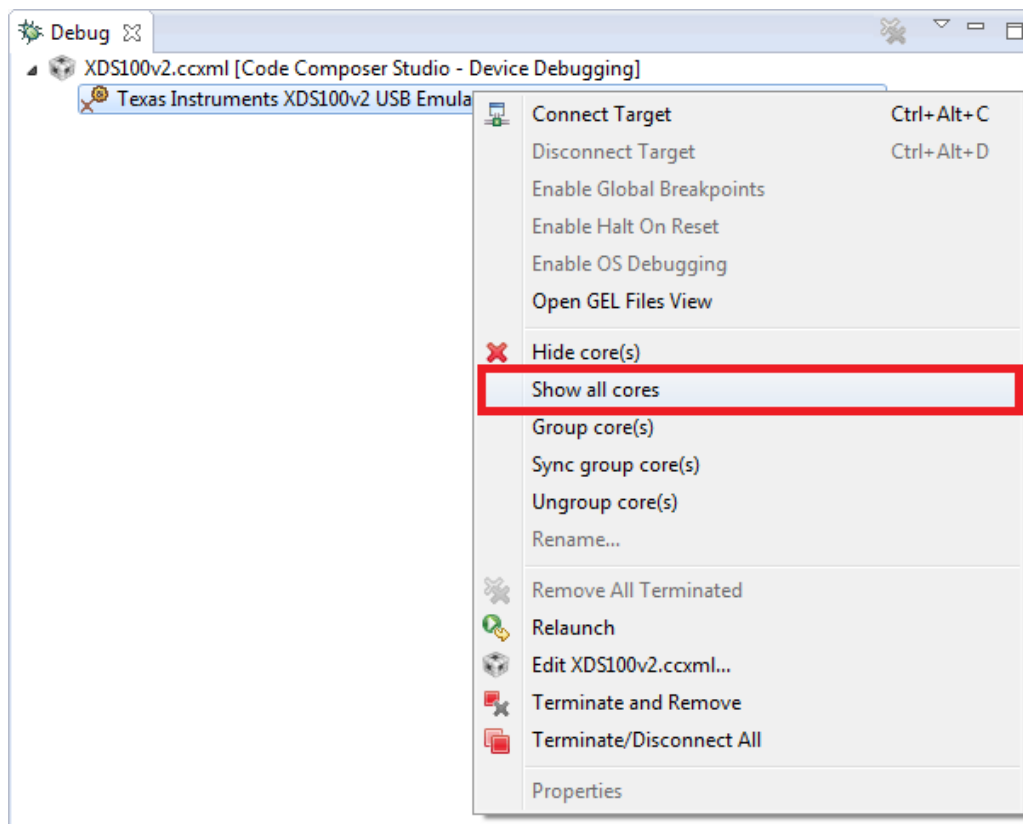 Debug
XDS100v2.ccxml [Code Composer Studio - Device Debugging]
Texas Instruments XDS100v2 USB Emula
Connect Target Ctrl+Alt+C
Disconnect Target Ctrl+Alt+D
Enable Global Breakpoints
Enable Halt On Reset
Enable OS Debugging
Open GEL Files View
Hide core(s)
Show all cores
Group core(s)
Sync group core(s)
Ungroup core(s)
Rename...
Remove All Terminated
Relaunch
Edit XDS100v2.ccxml...
Terminate and Remove
Terminate/Disconnect All
Properties